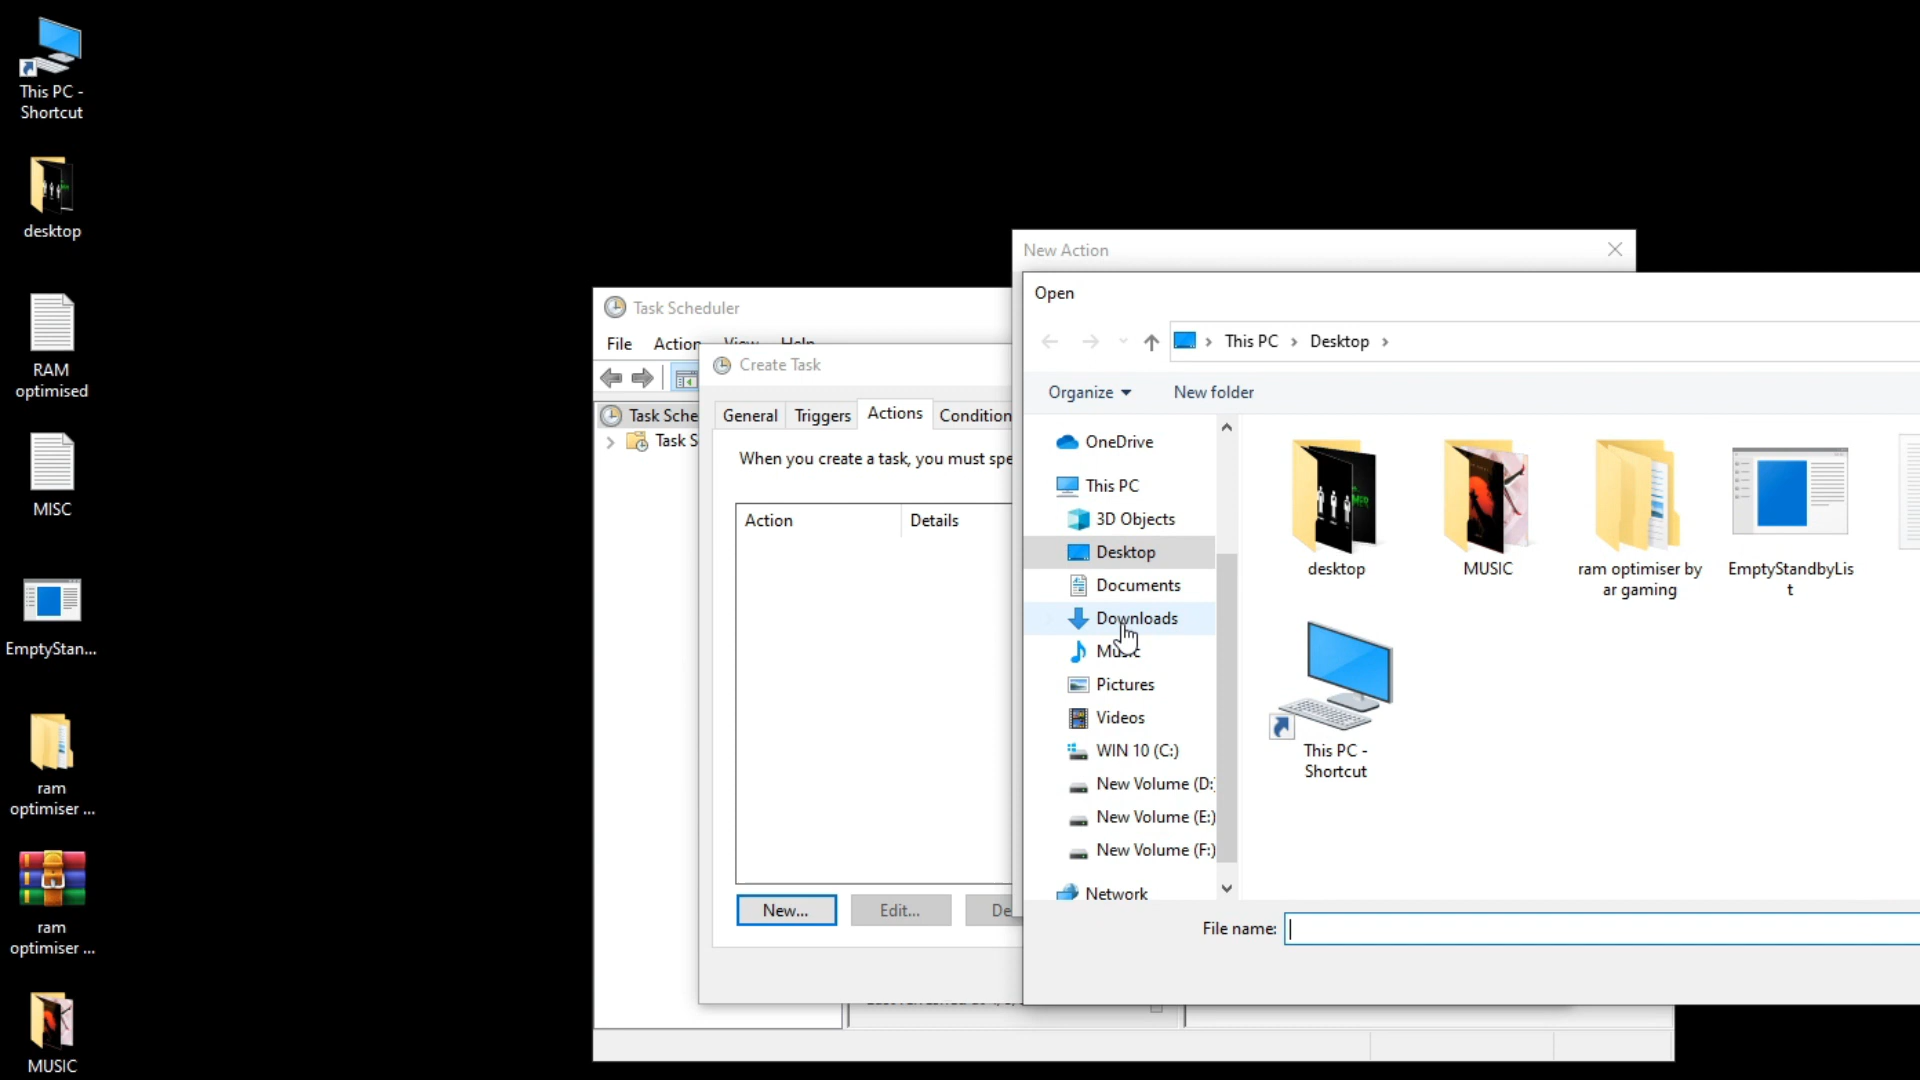 This PC -
Shortcut
desktop
RAM
optimised
MISC
EmptyStan...
ram
optimiser ...
ram
optimiser ...
MUSIC
Task Scheduler
File
Action
View
Help
Task Sche
Task S
Create Task
General
Triggers
Actions
Condition
When you create a task, you must spe
Action
Details
New...
Edit...
De
New Action
Open
This PC
Desktop
Organize
New folder
OneDrive
This PC
3D Objects
Desktop
Documents
Downloads
Music
Pictures
Videos
WIN 10 (C:)
New Volume (D:
New Volume (E:)
New Volume (F:)
Network
desktop
MUSIC
ram optimiser by
ar gaming
EmptyStandbyLis
t
This PC -
Shortcut
File name: